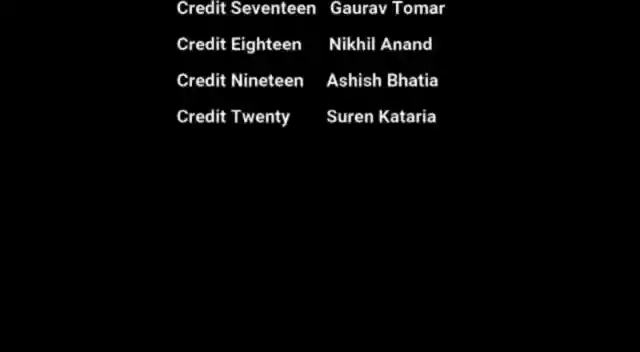 Credit Seventeen Gaurav Tomar
Credit Eighteen Nikhil Anand
Credit Nineteen Ashish Bhatia
Credit Twenty Suren Kataria